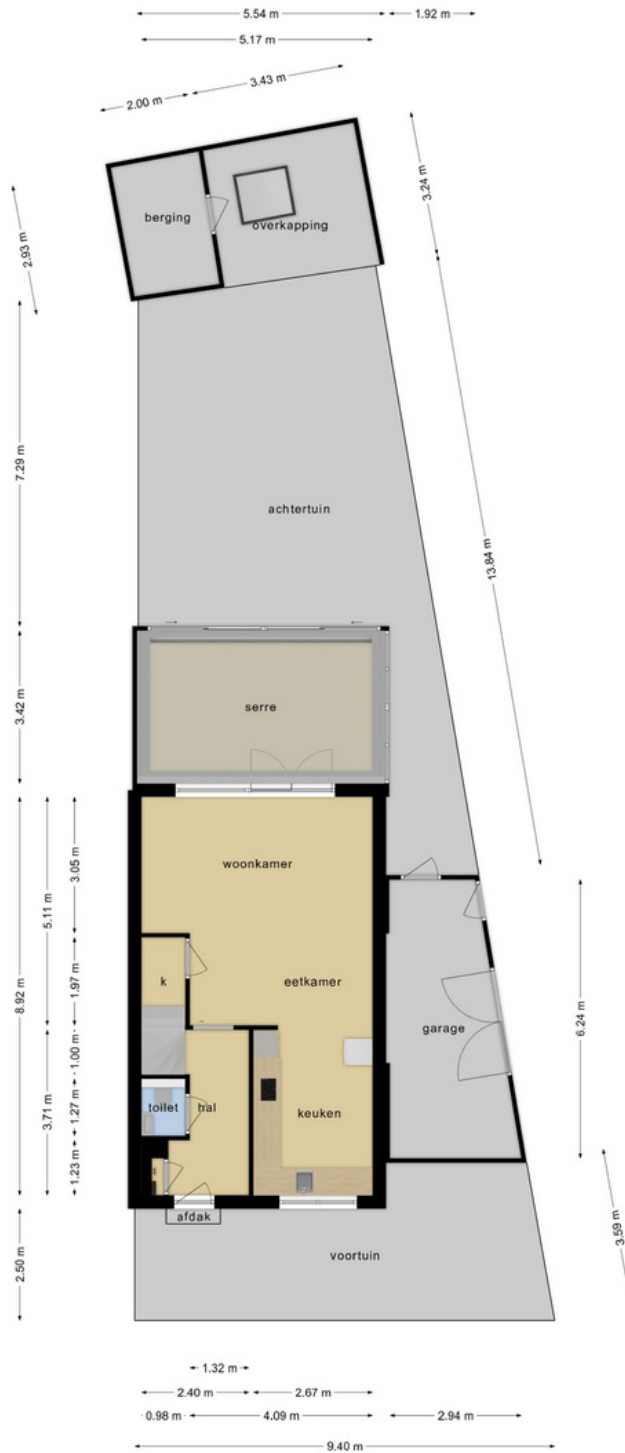 5.54 m
1.92 m
5.17 m
2.00 m
3.43 m
3.24 m
berging
overkapping
2.93 m
7.29 m
achtertuin
13.84 m
3.42 m
serre
woonkamer
3.05 m
5.11 m
8.92 m
k
eetkamer
1.97 m
garage
6.24 m
1.00 m
toilet
hal
keuken
3.71 m
1.27 m
1.23 m
afdak
voortuin
2.50 m
3.59 m
1.32 m
2.40 m
2.67 m
0.98 m
4.09 m
2.94 m
9.40 m